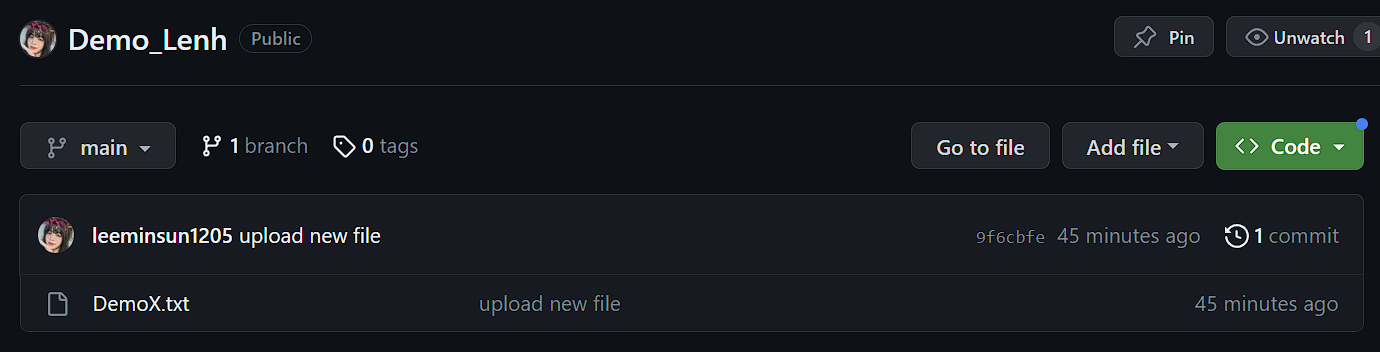 Demo_Lenh Public Pin Unwatch 1
main 1 branch 0 tags Go to file Add file Code
leeminsun1205 upload new file 9f6cbfe 45 minutes ago 1 commit
DemoX.txt upload new file 45 minutes ago